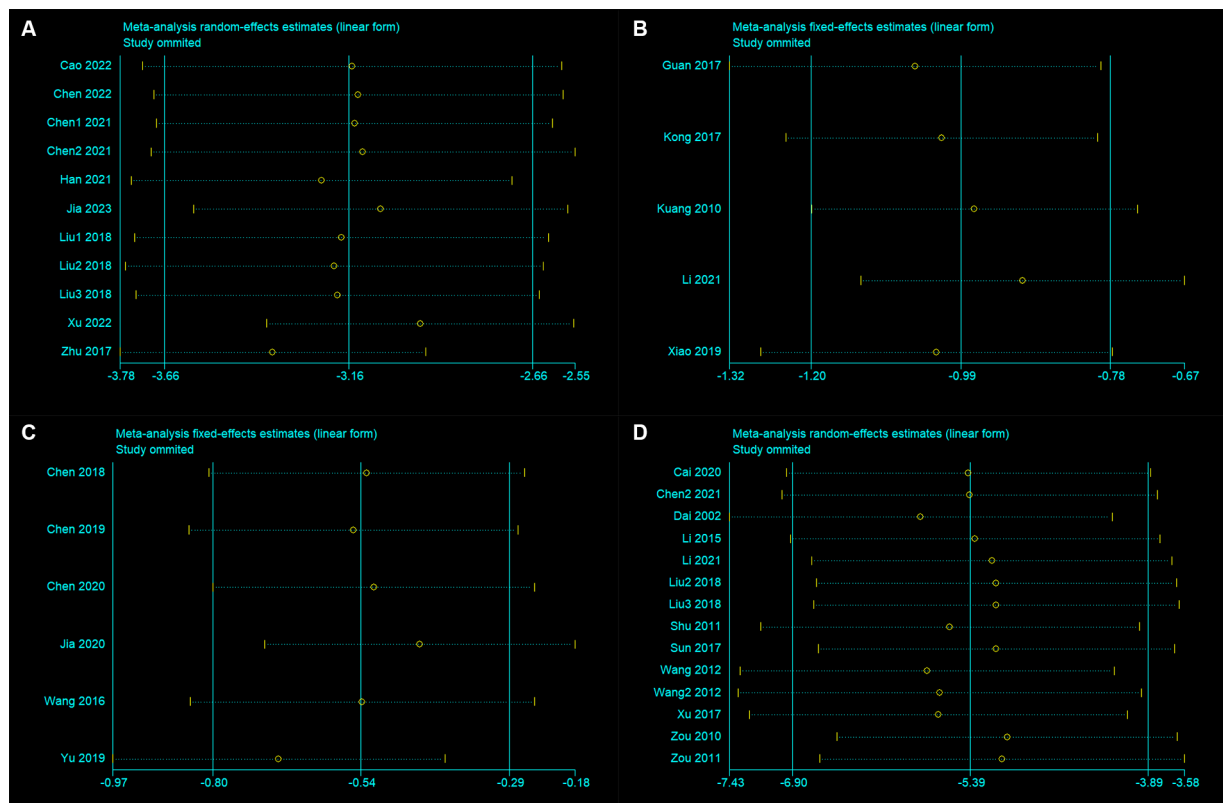 A
Meta-analysis random-effects estimates (linear form)
Study ommited
Cao 2022
Chen 2022
Chen1 2021
Chen2 2021
Han 2021
Jia 2023
Liu1 2018
Liu2 2018
Liu3 2018
Xu 2022
Zhu 2017
-3.78 -3.66 -3.16 -2.66 -2.55
B
Meta-analysis fixed-effects estimates (linear form)
Study ommited
Guan 2017
Kong 2017
Kuang 2010
Li 2021
Xiao 2019
-1.32 -1.20 -0.99 -0.78 -0.67
C
Meta-analysis fixed-effects estimates (linear form)
Study ommited
Chen 2018
Chen 2019
Chen 2020
Jia 2020
Wang 2016
Yu 2019
-0.97 -0.80 -0.54 -0.29 -0.18
D
Meta-analysis random-effects estimates (linear form)
Study ommited
Cai 2020
Chen2 2021
Dai 2002
Li 2015
Li 2021
Liu2 2018
Liu3 2018
Shu 2011
Sun 2017
Wang 2012
Wang2 2012
Xu 2017
Zou 2010
Zou 2011
-7.43 -6.90 -5.39 -3.89 -3.58